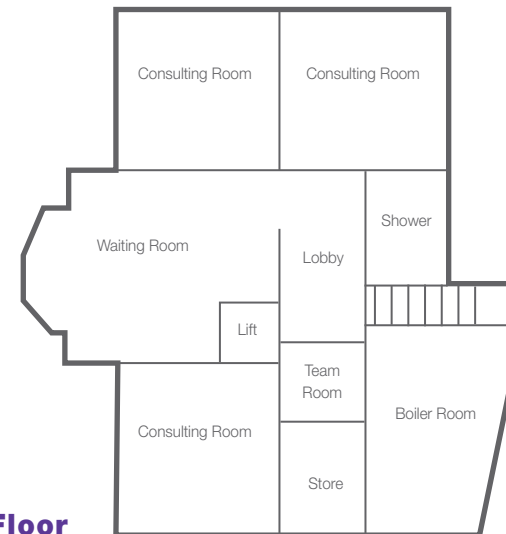 Consulting Room
Consulting Room
Shower
Waiting Room
Lobby
Lift
Team
Room
Boiler Room
Consulting Room
Store
Floor